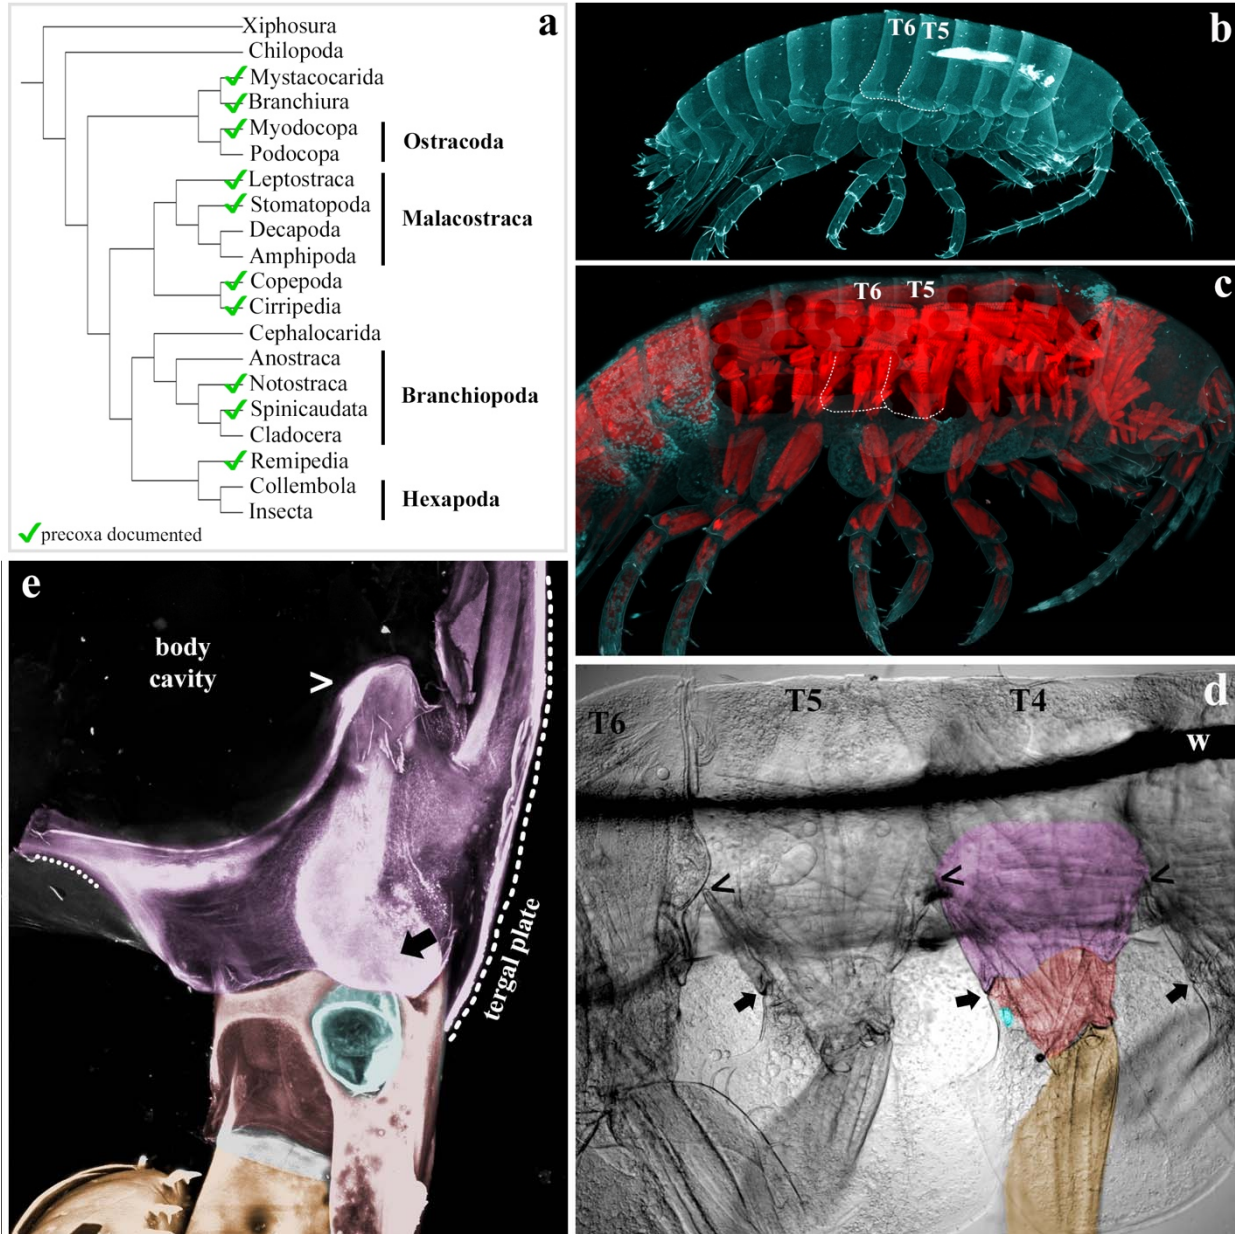 a
Xiphosura
Chilopoda
Mystacocarida
Branchiura
Myodocopa
Podocopa
Ostracoda
Leptostraca
Stomatopoda
Decapoda
Amphipoda
Malacostraca
Copepoda
Cirripedia
Cephalocarida
Anostraca
Notostraca
Spinicaudata
Cladocera
Branchiopoda
Remipedia
Collembola
Insecta
Hexapoda
precoxa documented
b
T6 T5
c
T6 T5
e
body
cavity
>
tergal plate
d
T6 T5 T4
w
< < <